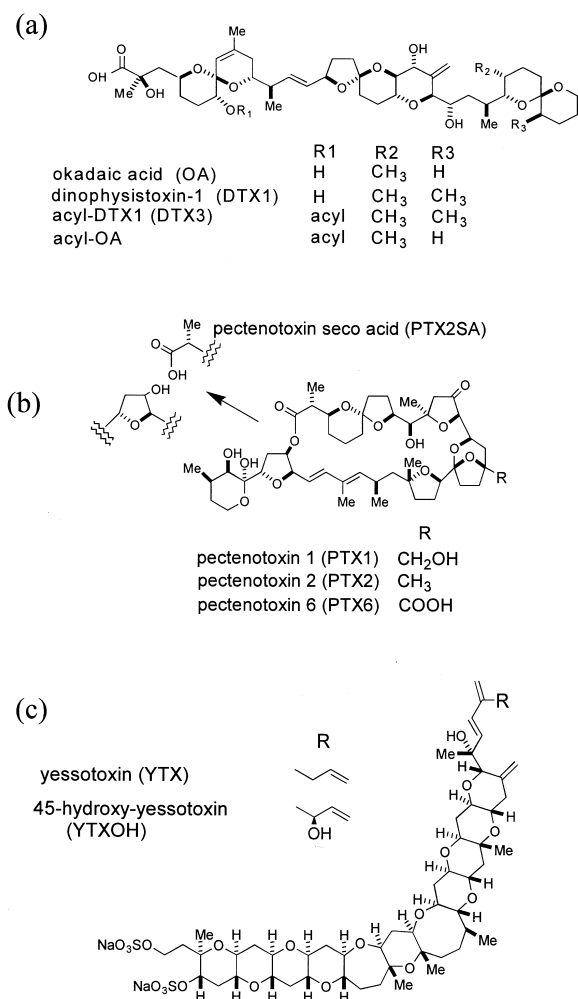 (a)
Me
O
O
O
OH
OH
Me
OH
O
O
OR1
Me
O
O
O
O
OH
Me
R2
O
O
R3
R1 R2 R3
okadaic acid (OA) H CH3 H
dinophysistoxin-1 (DTX1) H CH3 CH3
acyl-DTX1 (DTX3) acyl CH3 CH3
acyl-OA acyl CH3 H
Me
pectenotoxin seco acid (PTX2SA)
O
OH
OH
O
(b)
Me
O
O
O
O
O
Me
OH
O
O
O
O
R
OH
OH
Me
O
O
Me
Me
Me
O
R
pectenotoxin 1 (PTX1) CH2OH
pectenotoxin 2 (PTX2) CH3
pectenotoxin 6 (PTX6) COOH
(c)
R
R
yessotoxin (YTX)
45-hydroxy-yessotoxin
(YTXOH)
OH
HO
Me
H
H
O
H
O
H
Me
O
H
H
O
H
H
O
Me
H
Me
O
Me
O
H
H
O
H
H
O
H
H
O
H
H
O
Me
H
NaO3SO
NaO3SO